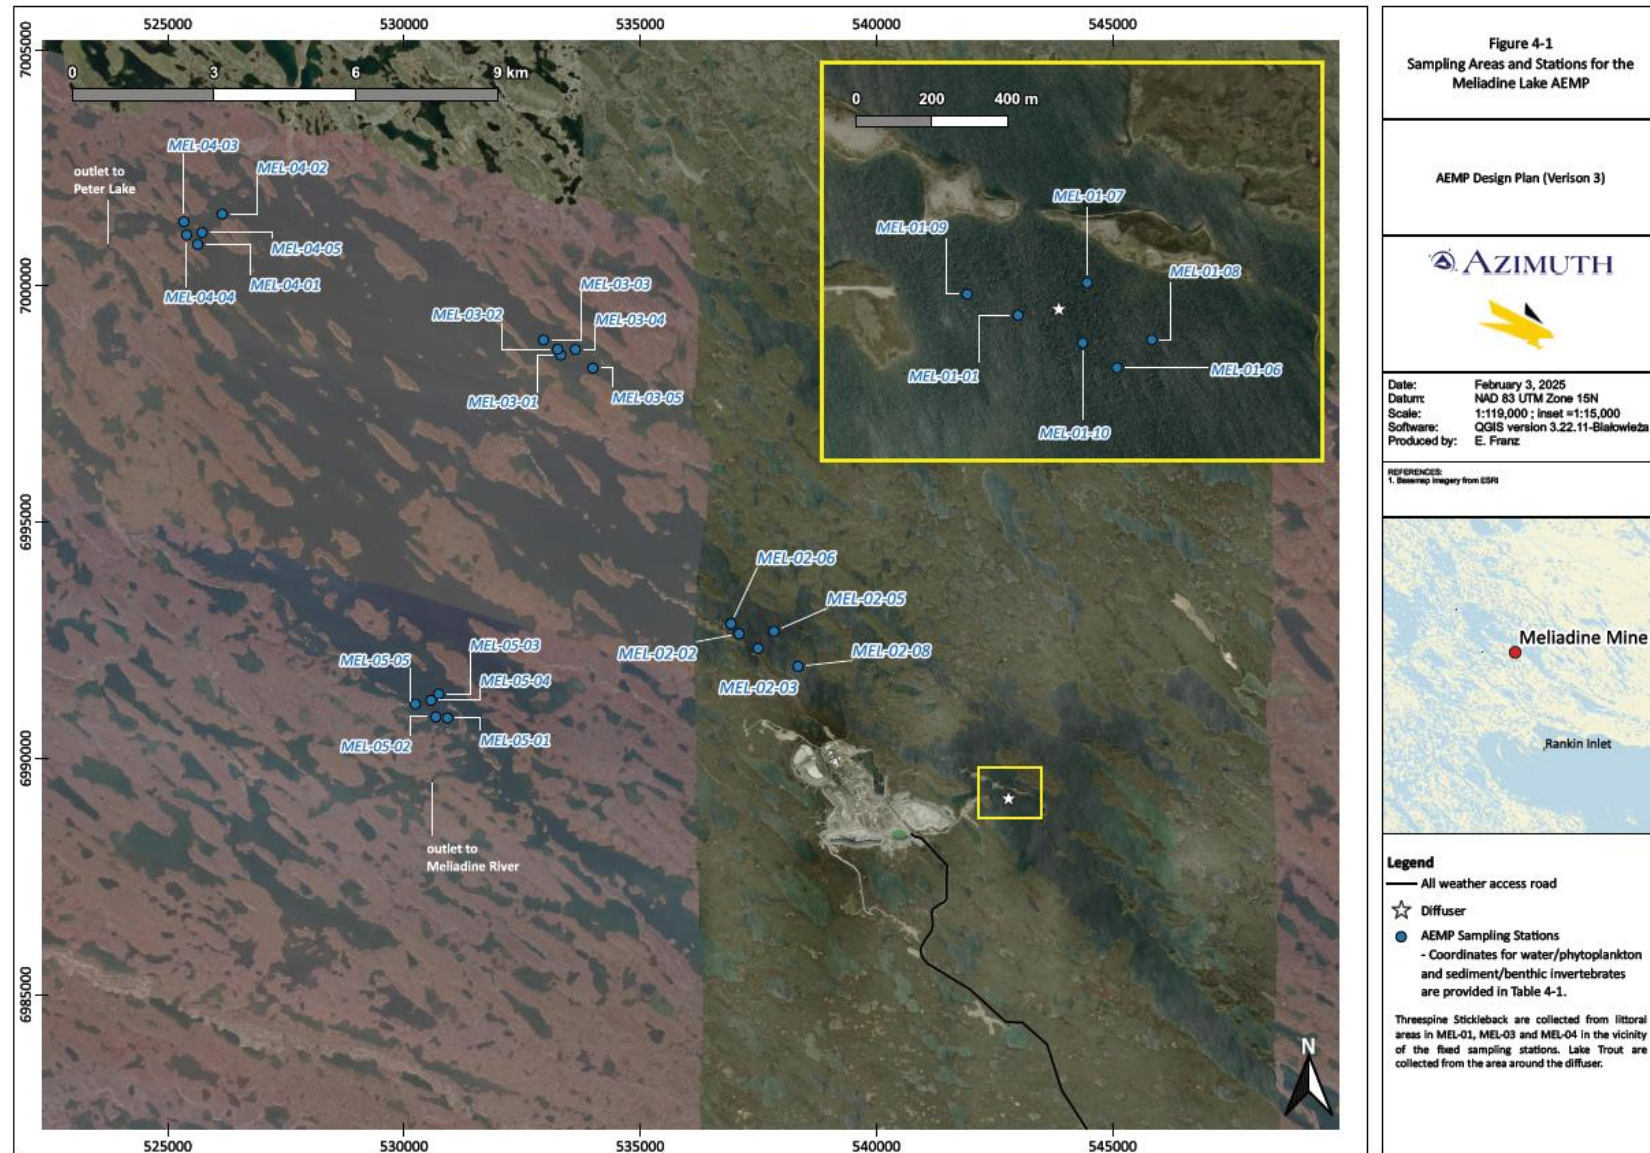 525000
530000
535000
540000
545000
7005000
7000000
6995000
6990000
6985000
0
3
6
9 km
MEL-04-03
MEL-04-02
outlet to
Peter Lake
MEL-04-05
MEL-04-01
MEL-04-04
MEL-03-03
MEL-03-02
MEL-03-04
MEL-03-01
MEL-03-05
0
200
400 m
MEL-01-07
MEL-01-09
MEL-01-08
MEL-01-01
MEL-01-06
MEL-01-10
MEL-02-06
MEL-02-05
MEL-02-02
MEL-02-08
MEL-02-03
MEL-05-03
MEL-05-05
MEL-05-04
MEL-05-02
MEL-05-01
outlet to
Meliadine River
N
525000
530000
535000
540000
545000
Figure 4-1
Sampling Areas and Stations for the
Meliadine Lake AEMP
AEMP Design Plan (Verison 3)
AZIMUTH
Date: February 3, 2025
Datum: NAD 83 UTM Zone 15N
Scale: 1:119,000 ; inset =1:15,000
Software: QGIS version 3.22.11-Białowieża
Produced by: E. Franz
REFERENCES:
1. Basemap imagery from ESRI
Meliadine Mine
Rankin Inlet
Legend
All weather access road
Diffuser
AEMP Sampling Stations
- Coordinates for water/phytoplankton
and sediment/benthic invertebrates
are provided in Table 4-1.
Threespine Stickleback are collected from littoral
areas in MEL-01, MEL-03 and MEL-04 in the vicinity
of the fixed sampling stations. Lake Trout are
collected from the area around the diffuser.